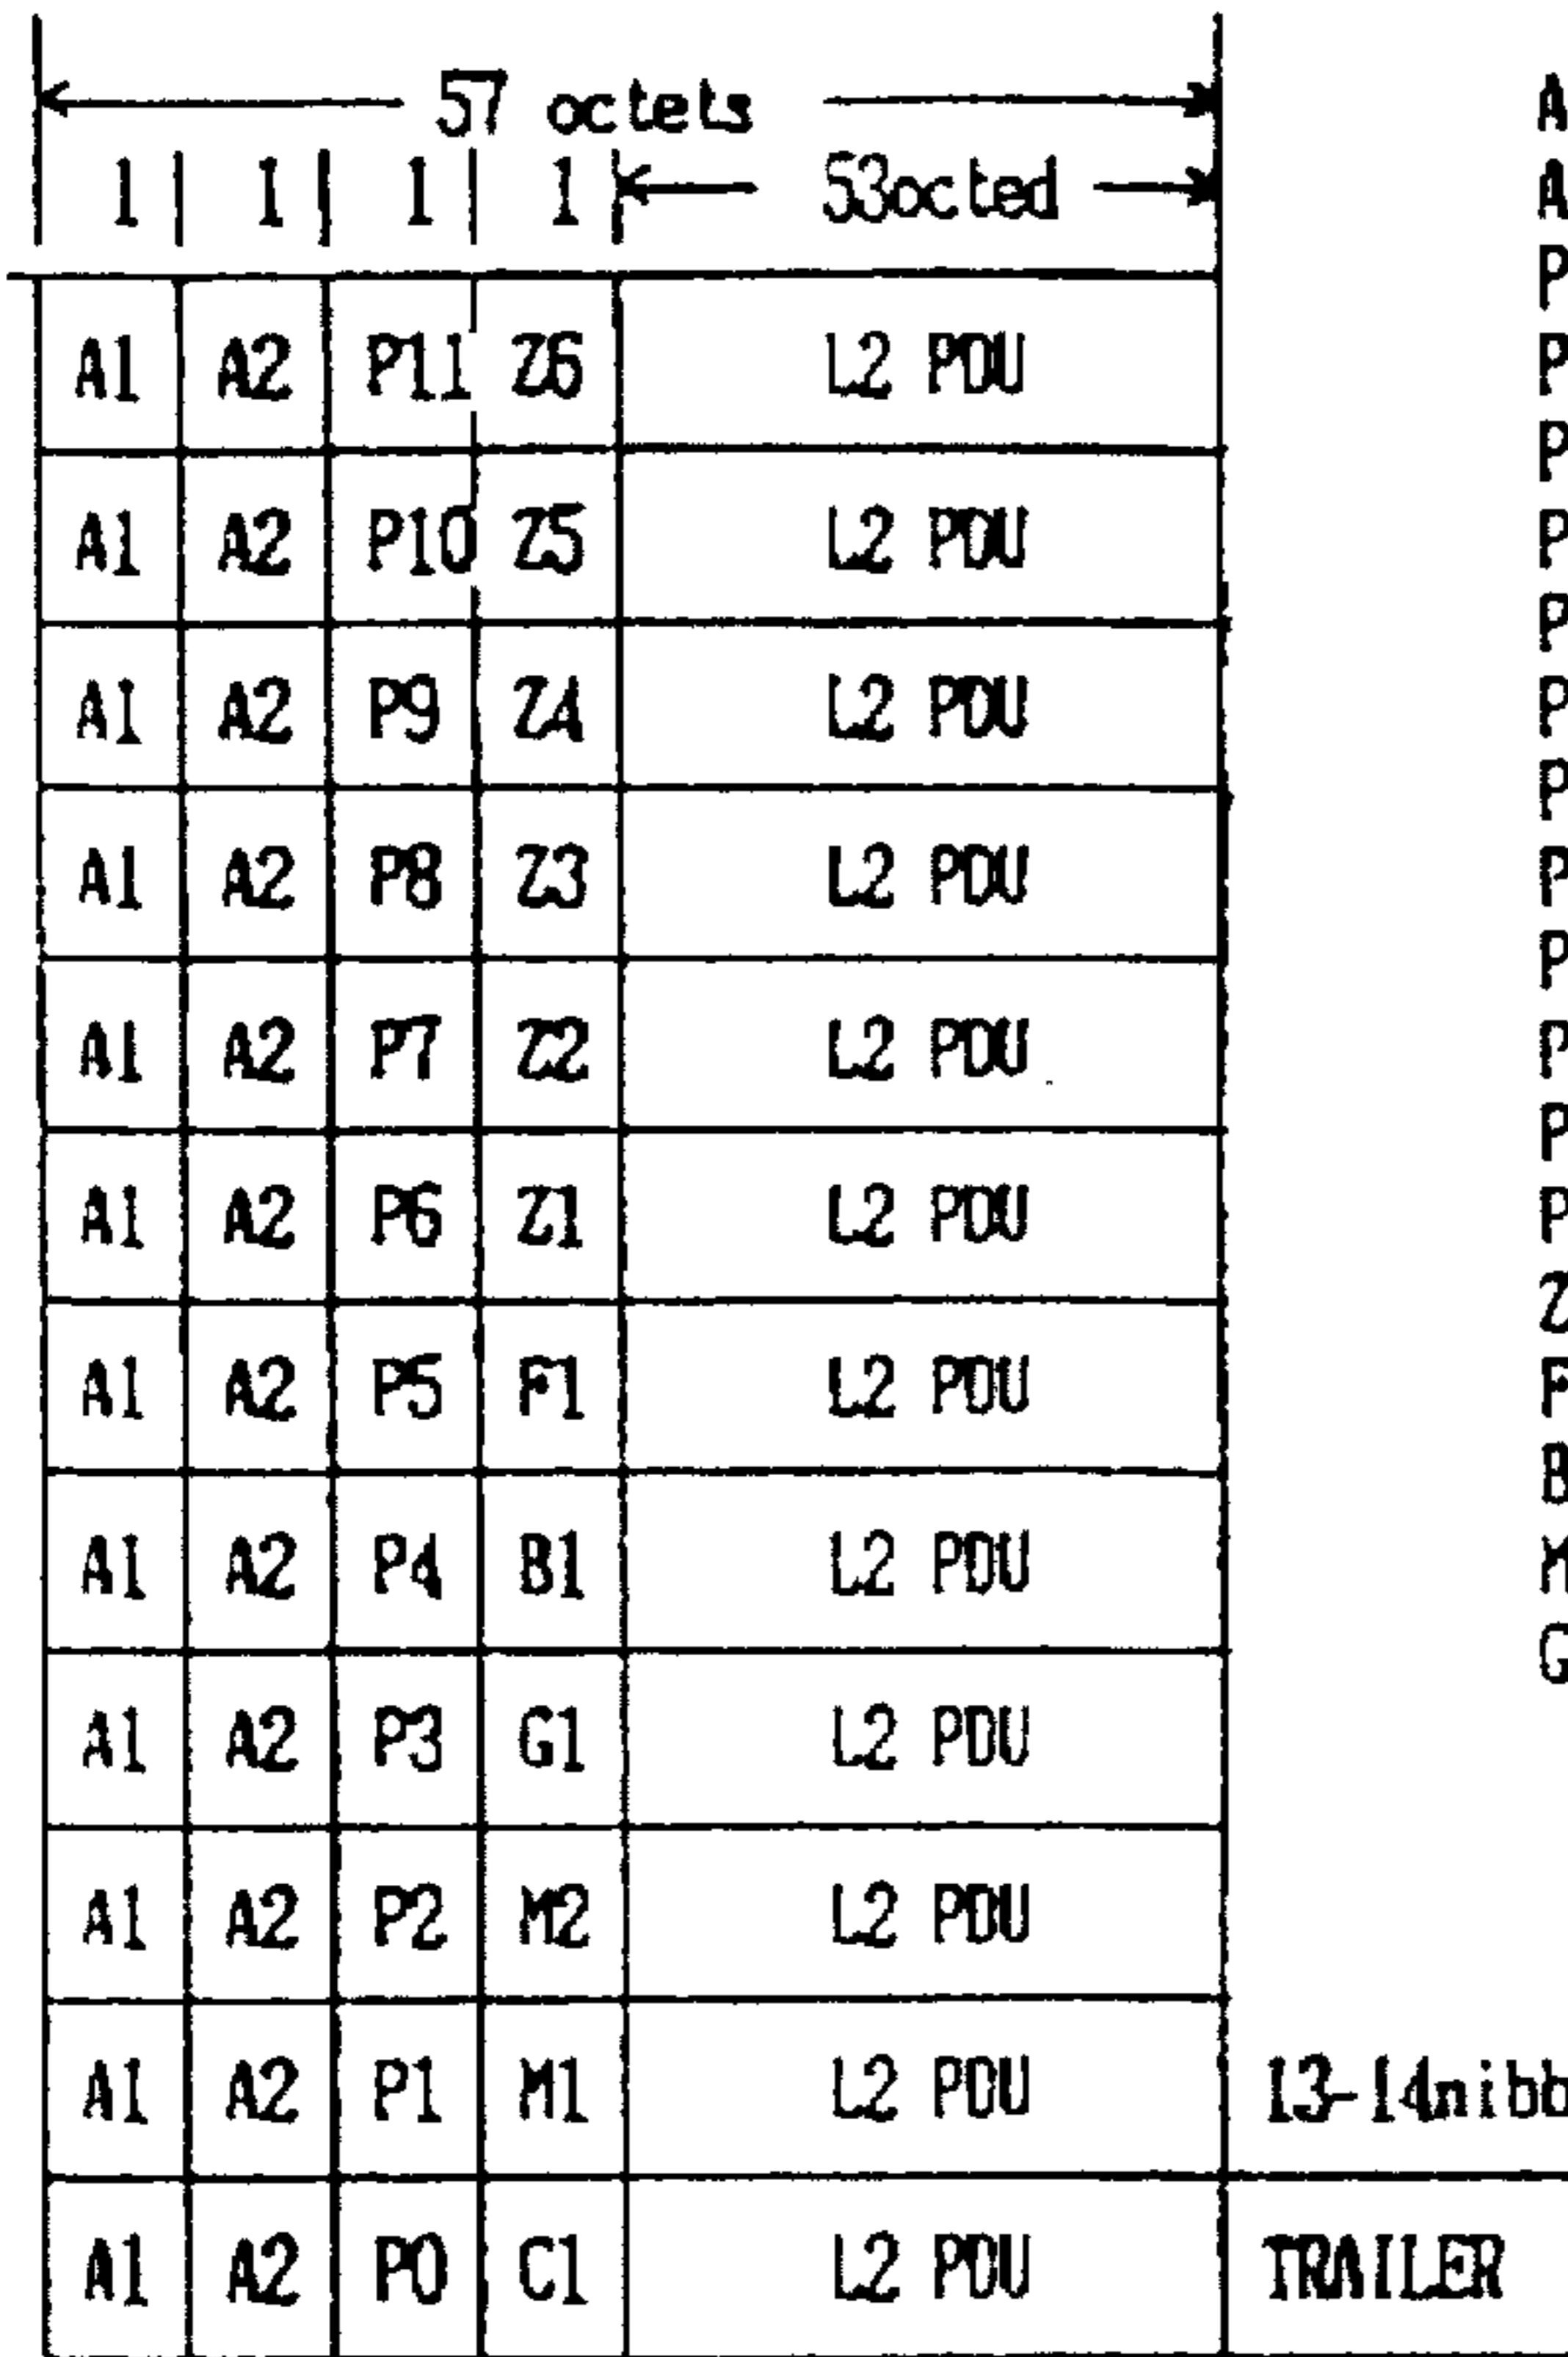 57 octets
1 1 1 1 53octed
A1 A2 P11 Z6 L2 PDU
A1 A2 P10 Z5 L2 PDU
A1 A2 P9 Z4 L2 PDU
A1 A2 P8 Z3 L2 PDU
A1 A2 P7 Z2 L2 PDU
A1 A2 P6 Z1 L2 PDU
A1 A2 P5 F1 L2 PDU
A1 A2 P4 B1 L2 PDU
A1 A2 P3 G1 L2 PDU
A1 A2 P2 M2 L2 PDU
A1 A2 P1 M1 L2 PDU 13-14nibb
A1 A2 P0 C1 L2 PDU TRAILER